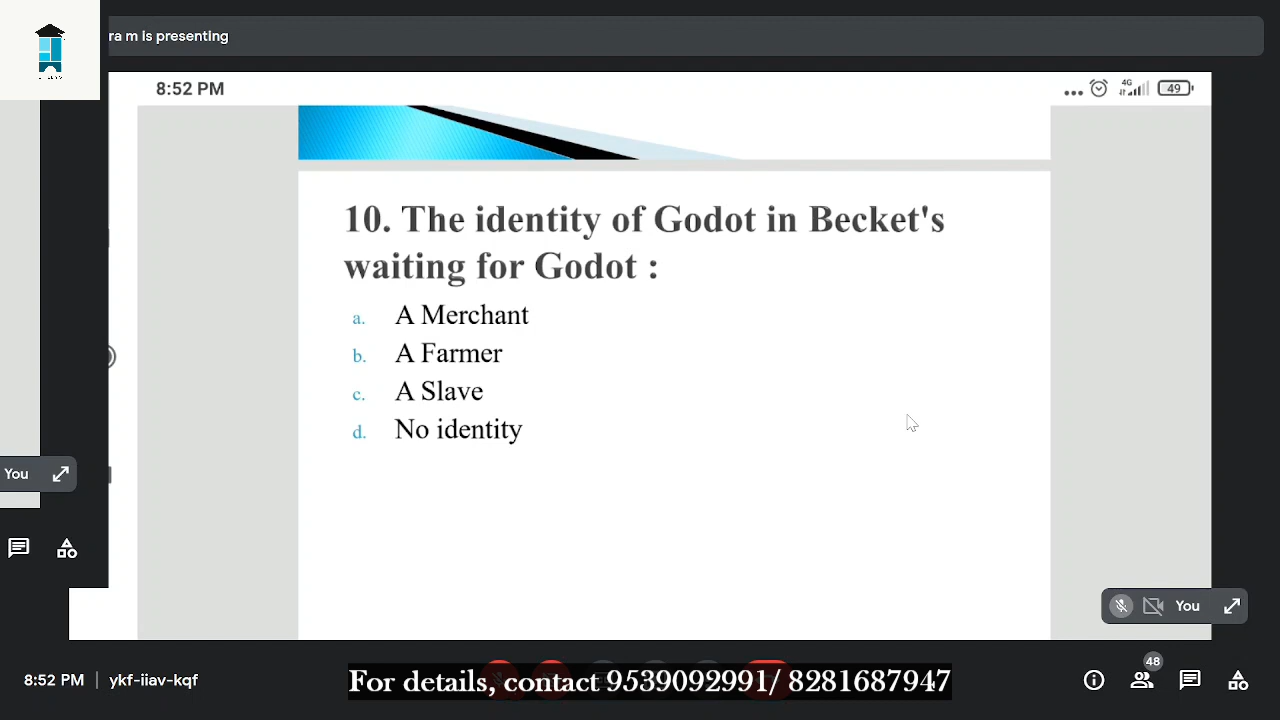 ra m is presenting
8:52 PM
4G
49
10. The identity of Godot in Becket's
waiting for Godot :
a. A Merchant
b. A Farmer
c. A Slave
d. No identity
You
You
48
8:52 PM | ykf-iiav-kqf
For details, contact 9539092991/ 8281687947